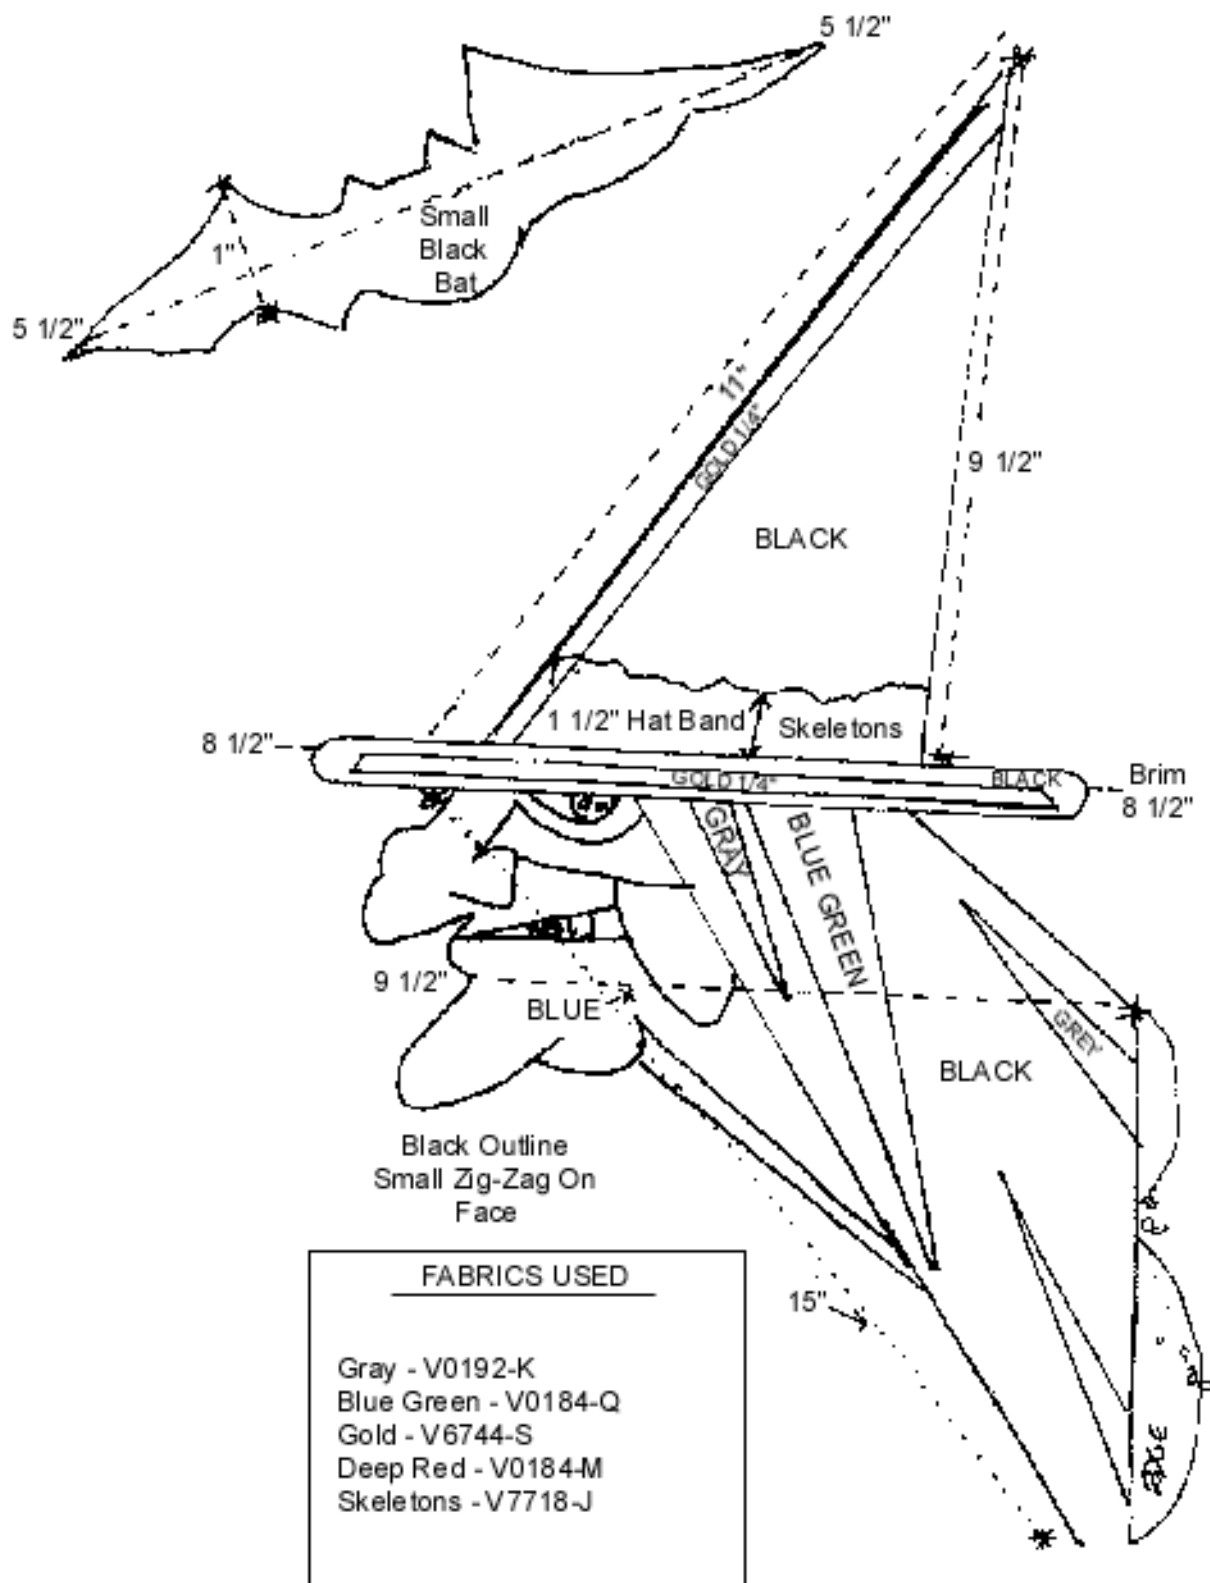 5 1/2"
Small
Black
Bat
1"
5 1/2"
11"
GOLD 1/4"
9 1/2"
BLACK
1 1/2" Hat Band
Skeletons
8 1/2"
GOLD 1/4"
BLACK
Brim
8 1/2"
GRAY
BLUE GREEN
9 1/2"
BLUE
GREY
BLACK
Black Outline
Small Zig-Zag On
Face
15"
EDGE
FABRICS USED
Gray - V0192-K
Blue Green - V0184-Q
Gold - V6744-S
Deep Red - V0184-M
Skeletons - V7718-J